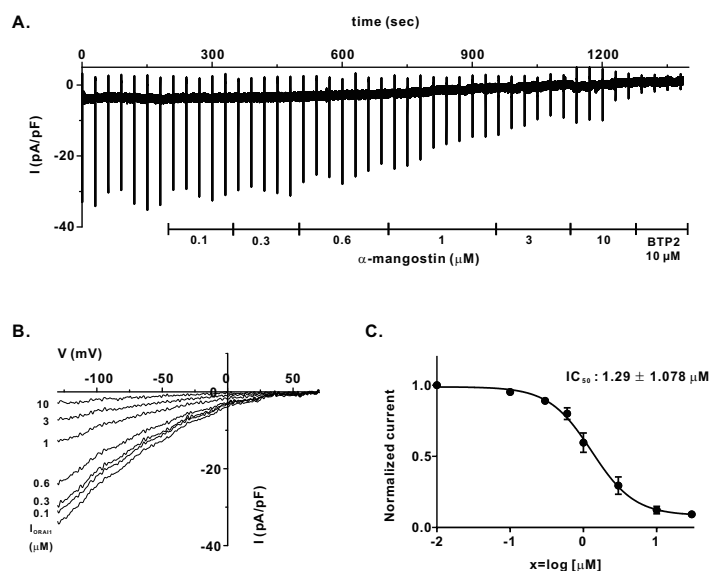 A.
time (sec)
0 300 600 900 1200
0
-20
-40
I (pA/pF)
0.1 0.3 0.6 1 3 10 BTP2
10 μM
α-mangostin (μM)
B.
V (mV)
-100 -50 0 50
0
-20
-40
I (pA/pF)
10
3
1
0.6
0.3
0.1
I ORAI1
(μM)
C.
IC50 : 1.29 ± 1.078 μM
1.0
0.5
0.0
Normalized current
-2 -1 0 1
x=log [μM]